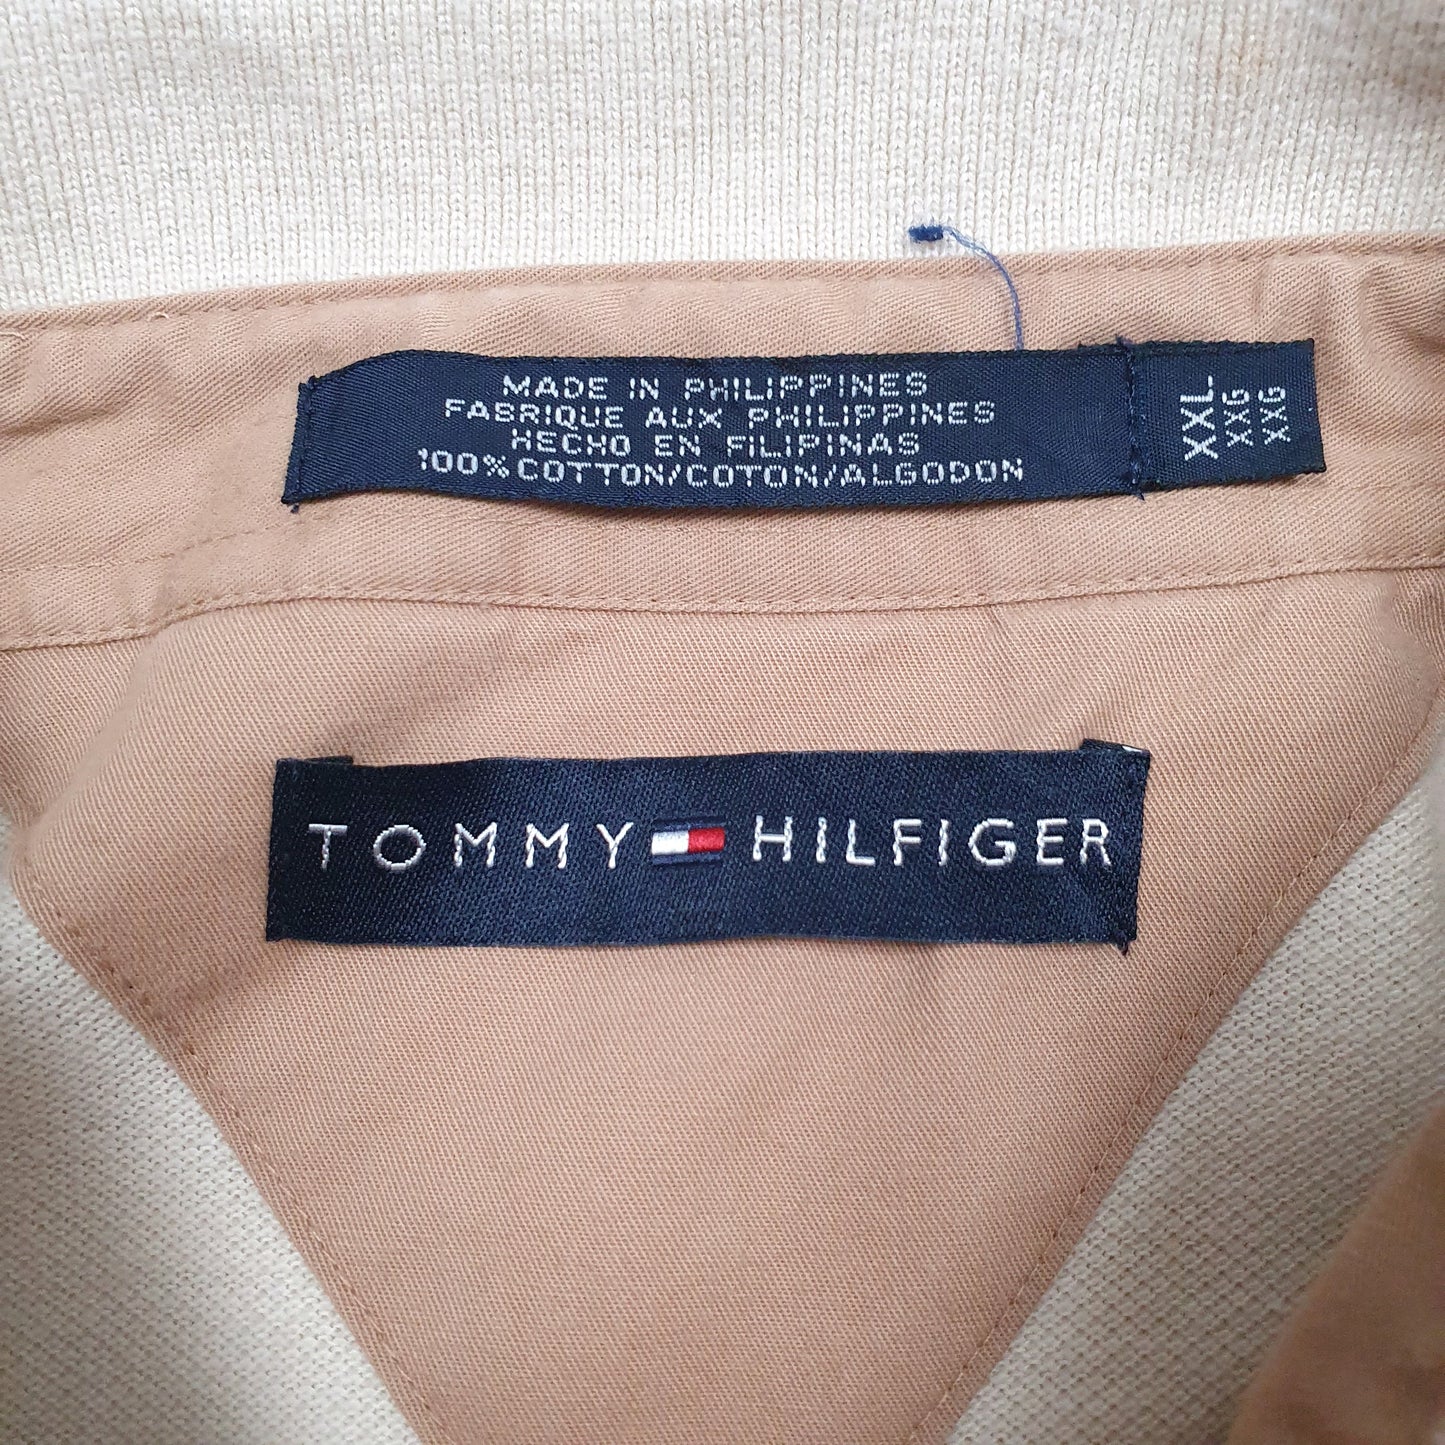 MADE IN PHILIPPINES
FABRIQUE AUX PHILIPPINES
HECHO EN FILIPINAS
100% COTTON/COTON/ALGODON
XXL
XXG
XXG
TOMMY HILFIGER